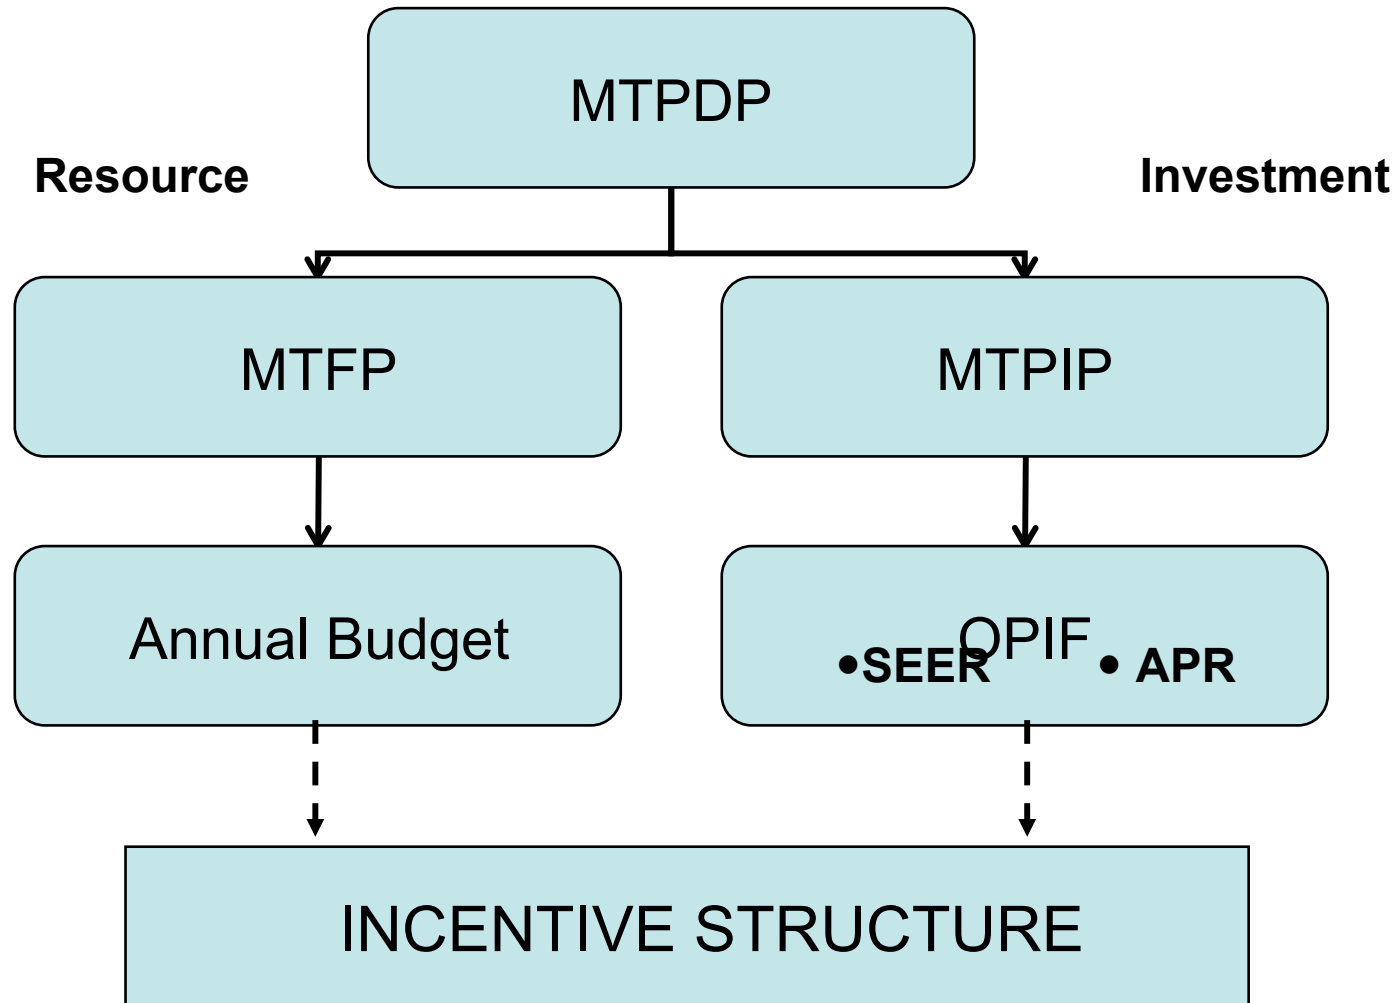 MTPDP
Resource
Investment
MTFP
MTPIP
Annual Budget
OPIF
•SEER • APR
INCENTIVE STRUCTURE